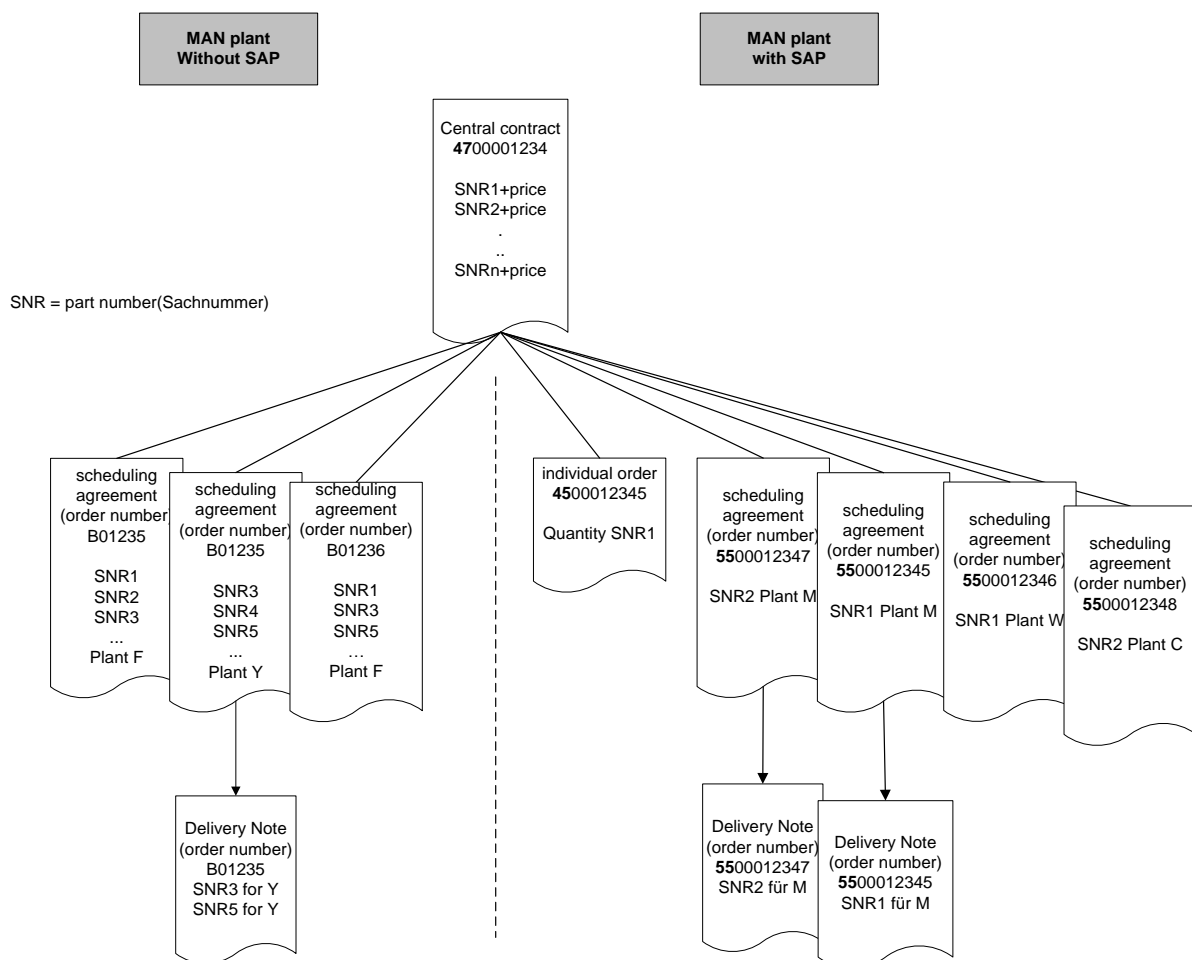 MAN plant
Without SAP
MAN plant
with SAP
Central contract
4700001234
SNR1+price
SNR2+price
.
..
SNRn+price
SNR = part number(Sachnummer)
scheduling
agreement
(order number)
B01235
SNR1
SNR2
SNR3
...
Plant F
scheduling
agreement
(order number)
B01235
SNR3
SNR4
SNR5
...
Plant Y
scheduling
agreement
(order number)
B01236
SNR1
SNR3
SNR5
...
Plant F
individual order
4500012345
Quantity SNR1
scheduling
agreement
(order number)
5500012347
SNR2 Plant M
scheduling
agreement
(order number)
5500012345
SNR1 Plant M
scheduling
agreement
(order number)
5500012346
SNR1 Plant W
scheduling
agreement
(order number)
5500012348
SNR2 Plant C
Delivery Note
(order number)
B01235
SNR3 for Y
SNR5 for Y
Delivery Note
(order number)
5500012347
SNR2 für M
Delivery Note
(order number)
5500012345
SNR1 für M